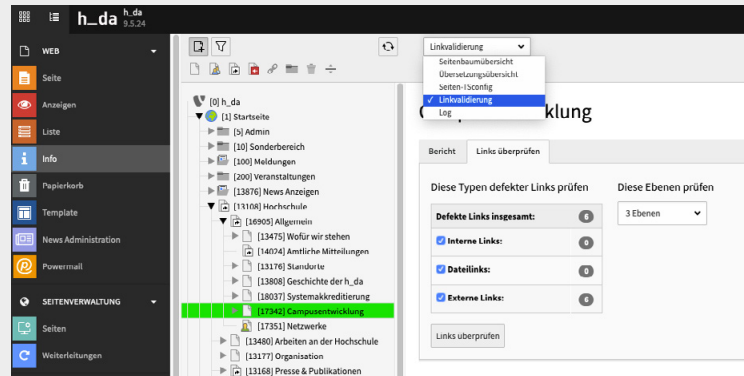 h_da h_da
9.5.24
WEB
Seite
Anzeigen
Liste
Info
Papierkorb
Template
News Administration
Powermail
SEITENVERWALTUNG
Seiten
Weiterleitungen
[0] h_da
[1] Startseite
[5] Admin
[10] Sonderbereich
[100] Meldungen
[200] Veranstaltungen
[13876] News Anzeigen
[13108] Hochschule
[16905] Allgemein
[13475] Wofür wir stehen
[14024] Amtliche Mitteilungen
[13176] Standorte
[13808] Geschichte der h_da
[18037] Systemakkreditierung
[17342] Campusentwicklung
[17351] Netzwerke
[13480] Arbeiten an der Hochschule
[13177] Organisation
[13168] Presse & Publikationen
Linkvalidierung
Seitenbaumübersicht
Übersetzungsübersicht
Seiten-TSconfig
✓ Linkvalidierung
Log
klung
Bericht Links überprüfen
Diese Typen defekter Links prüfen
Defekte Links insgesamt: 6
Interne Links: 0
Dateilinks: 0
Externe Links: 6
Links überprüfen
Diese Ebenen prüfen
3 Ebenen